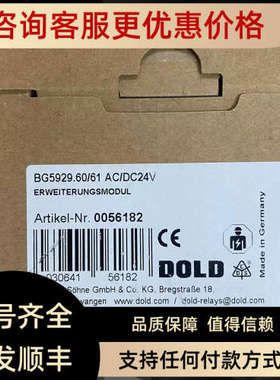 咨询客服更优惠价格
BG5929.60/61 AC/DC24V
ERWEITERUNGSMODUL
Artikel-Nr. 0056182
Made in Germany
CE
030641 56182
DOLD
Söhne GmbH & Co. KG, Bregstraße 18,
wangen www.dold.com dold-relays@dold.com
号齐全
品质保障 值得信赖
发顺丰
支持任何付款方式